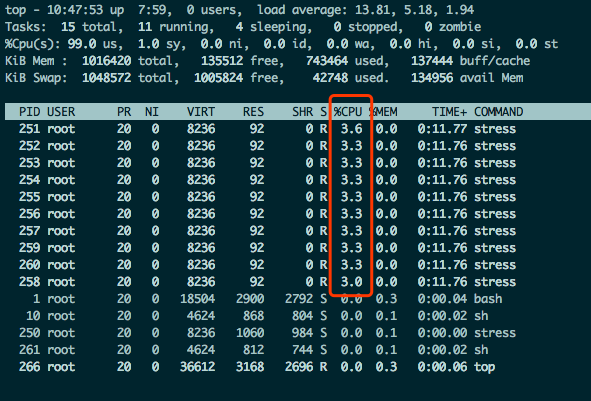 top - 10:47:53 up  7:59,  0 users,  load average: 13.81, 5.18, 1.94
Tasks:  15 total,  11 running,   4 sleeping,   0 stopped,   0 zombie
%Cpu(s): 99.0 us,  1.0 sy,  0.0 ni,  0.0 id,  0.0 wa,  0.0 hi,  0.0 si,  0.0 st
KiB Mem :  1016420 total,   135512 free,   743464 used,   137444 buff/cache
KiB Swap:  1048572 total,  1005824 free,    42748 used.   134956 avail Mem
PID USER PR NI VIRT RES SHR S %CPU %MEM TIME+ COMMAND
251 root 20 0 8236 92 0 R 3.6 0.0 0:11.77 stress
252 root 20 0 8236 92 0 R 3.3 0.0 0:11.76 stress
253 root 20 0 8236 92 0 R 3.3 0.0 0:11.76 stress
254 root 20 0 8236 92 0 R 3.3 0.0 0:11.76 stress
255 root 20 0 8236 92 0 R 3.3 0.0 0:11.76 stress
256 root 20 0 8236 92 0 R 3.3 0.0 0:11.76 stress
257 root 20 0 8236 92 0 R 3.3 0.0 0:11.76 stress
259 root 20 0 8236 92 0 R 3.3 0.0 0:11.76 stress
260 root 20 0 8236 92 0 R 3.3 0.0 0:11.76 stress
258 root 20 0 8236 92 0 R 3.0 0.0 0:11.76 stress
1 root 20 0 18504 2900 2792 S 0.0 0.3 0:00.04 bash
10 root 20 0 4624 868 804 S 0.0 0.1 0:00.02 sh
250 root 20 0 8236 1060 984 S 0.0 0.1 0:00.00 stress
261 root 20 0 4624 812 744 S 0.0 0.1 0:00.02 sh
266 root 20 0 36612 3168 2696 R 0.0 0.3 0:00.06 top